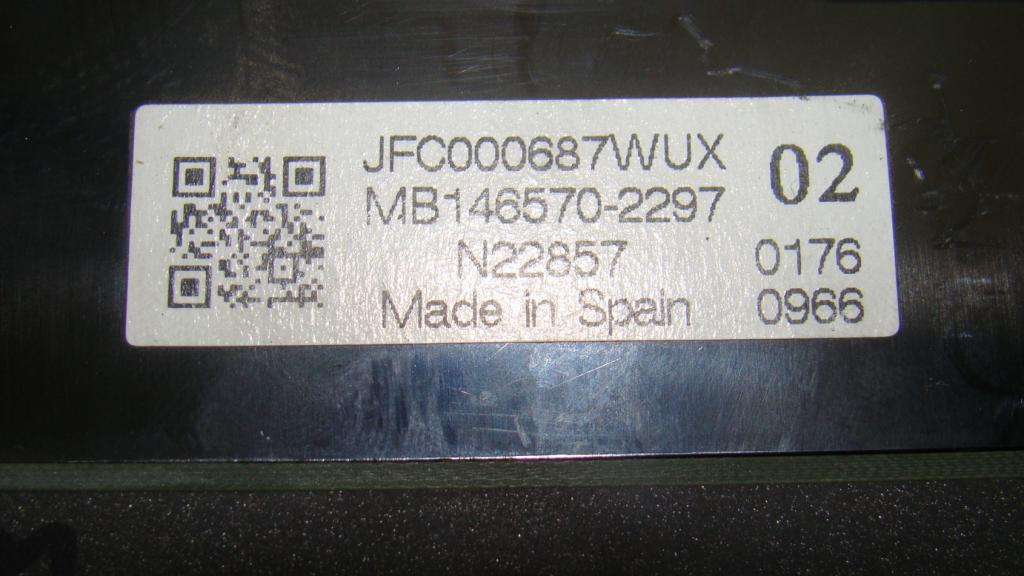 JFC000687WUX
MB146570-2297
N22857
Made in Spain
02
0176
0966